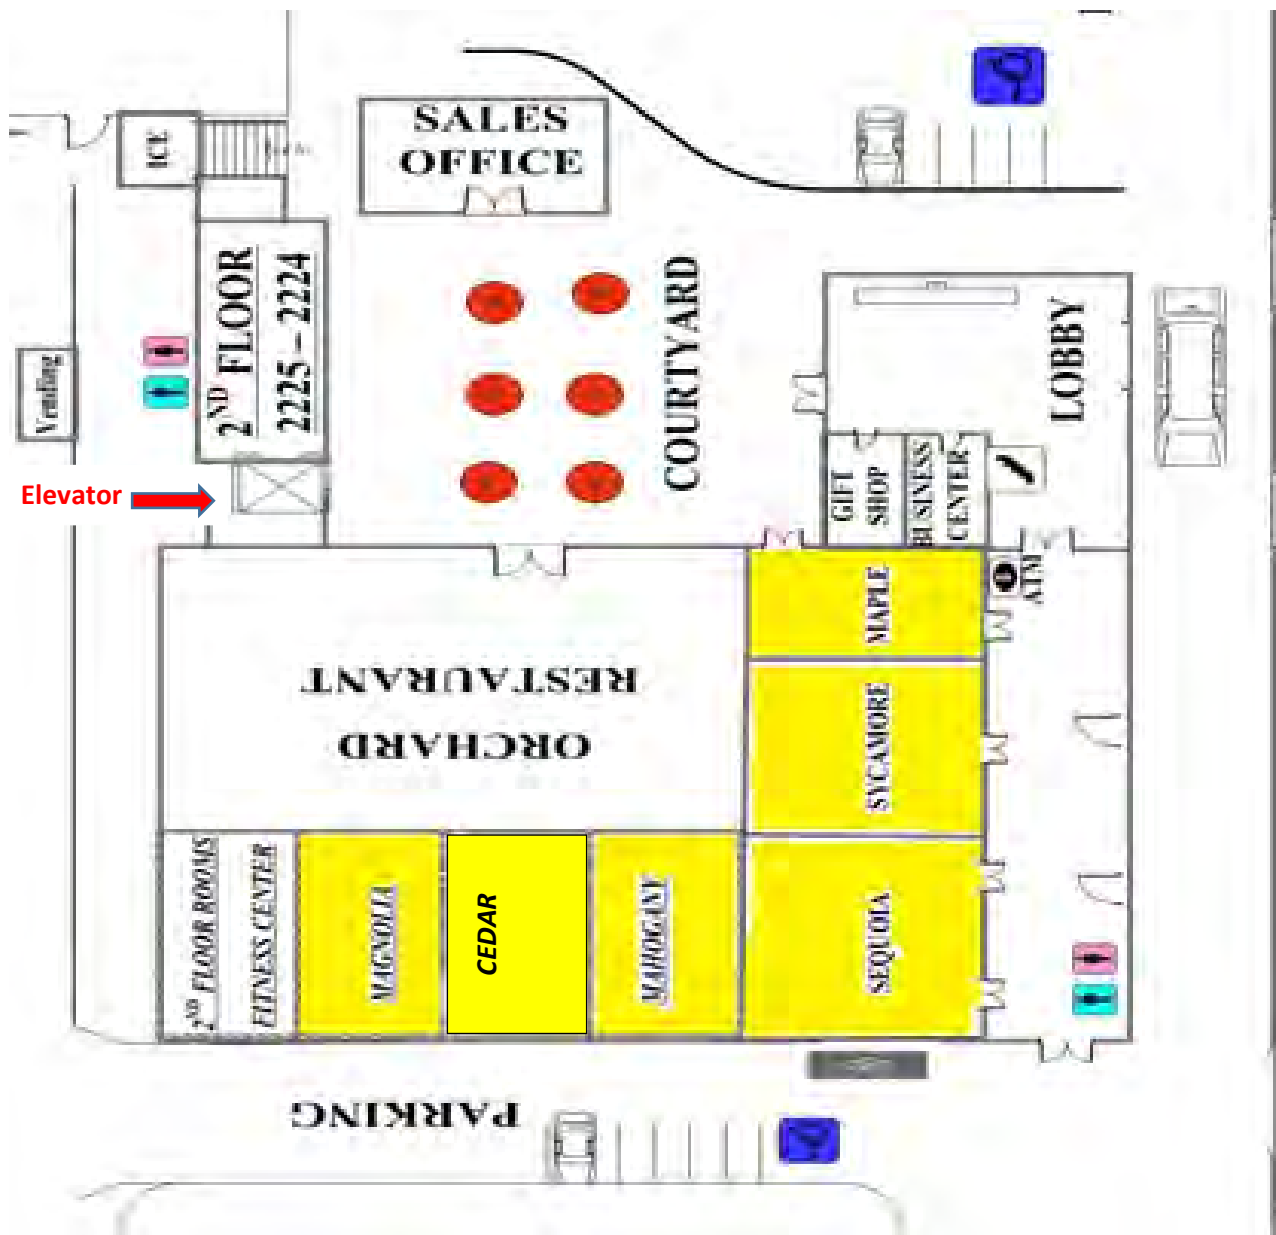 SALES
OFFICE
ICE
2ND FLOOR
2225 – 2224
COURTYARD
LOBBY
Vending
Elevator
GIFT
SHOP
BUSINESS
CENTER
ATM
MAPLE
ORCHARD
RESTAURANT
SYCAMORE
2ND FLOOR ROOMS
FITNESS CENTER
MAGNOLIA
CEDAR
MAHOGANY
SEQUOIA
PARKING